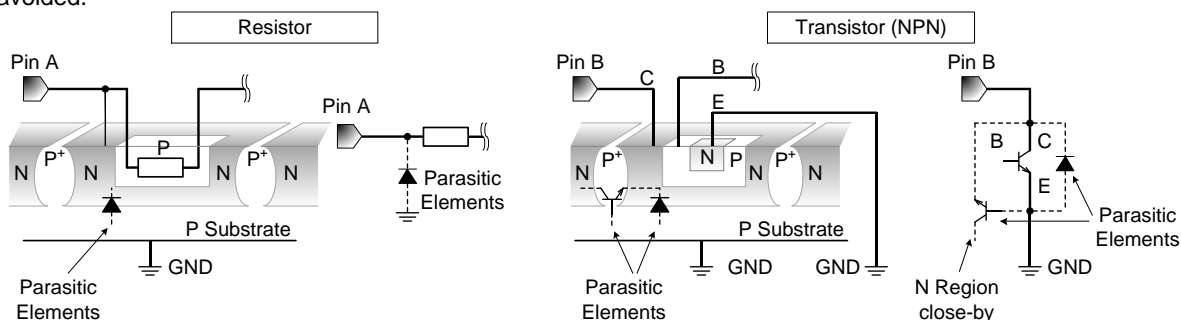 avoided.
Resistor
Transistor (NPN)
Pin A
Pin A
P
N
P+
N
P+
N
N
Parasitic
Elements
P Substrate
GND
Parasitic
Elements
Pin B
C
B
E
N
P+
N
N
P
P+
N
N
P Substrate
GND
GND
Parasitic
Elements
Pin B
B
C
E
Parasitic
Elements
GND
N Region
close-by